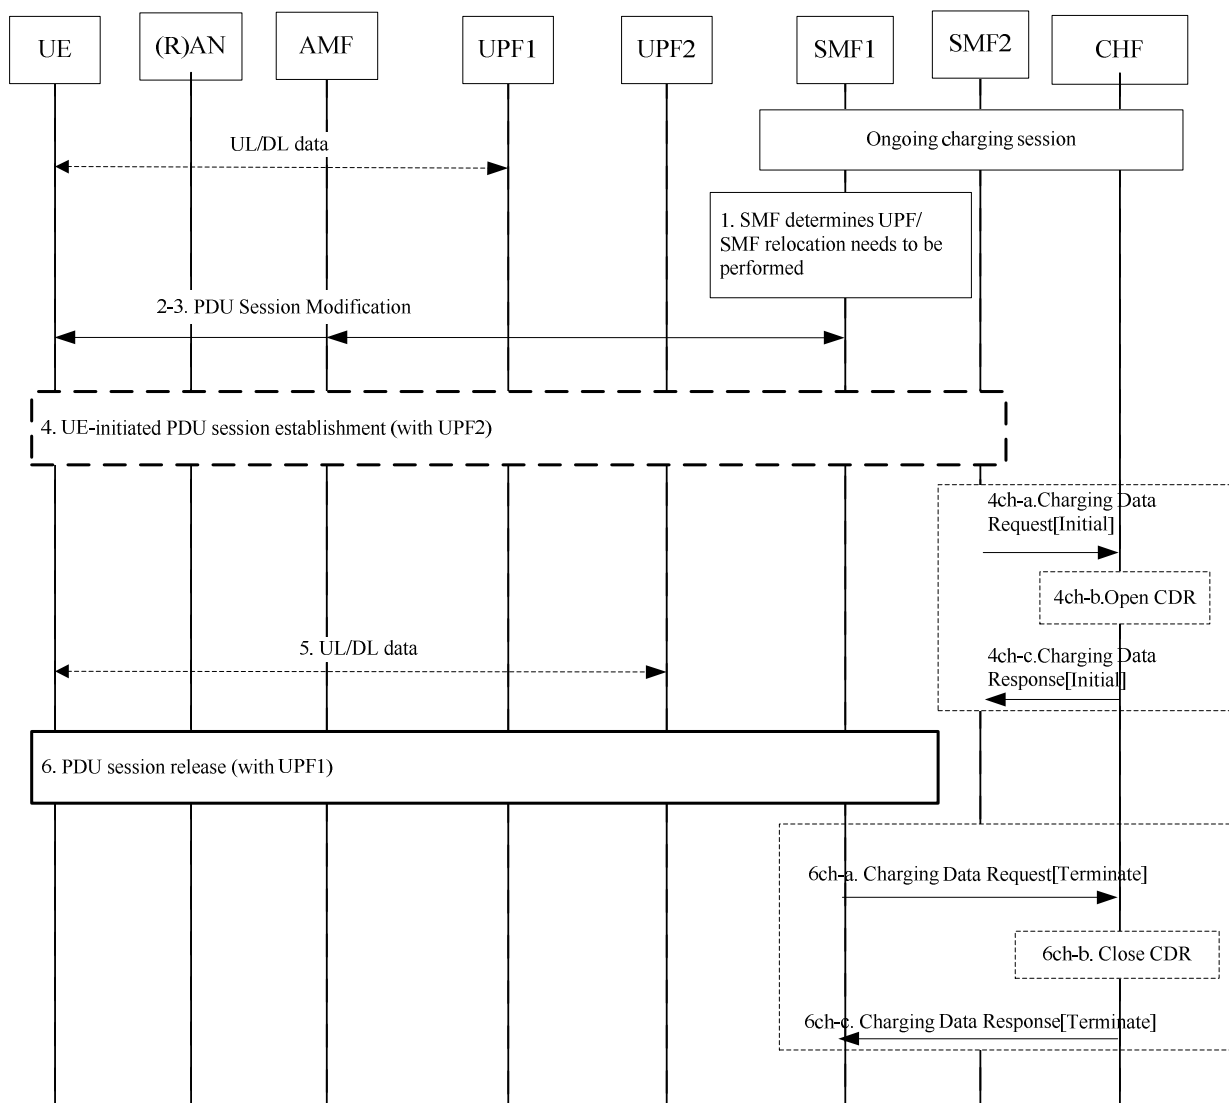 UE
(R)AN
AMF
UPF1
UPF2
SMF1
SMF2
CHF
UL/DL data
Ongoing charging session
1. SMF determines UPF/
SMF relocation needs to be
performed
2-3. PDU Session Modification
4. UE-initiated PDU session establishment (with UPF2)
4ch-a.Charging Data
Request[Initial]
4ch-b.Open CDR
5. UL/DL data
4ch-c.Charging Data
Response[Initial]
6. PDU session release (with UPF1)
6ch-a. Charging Data Request[Terminate]
6ch-b. Close CDR
6ch-c. Charging Data Response[Terminate]